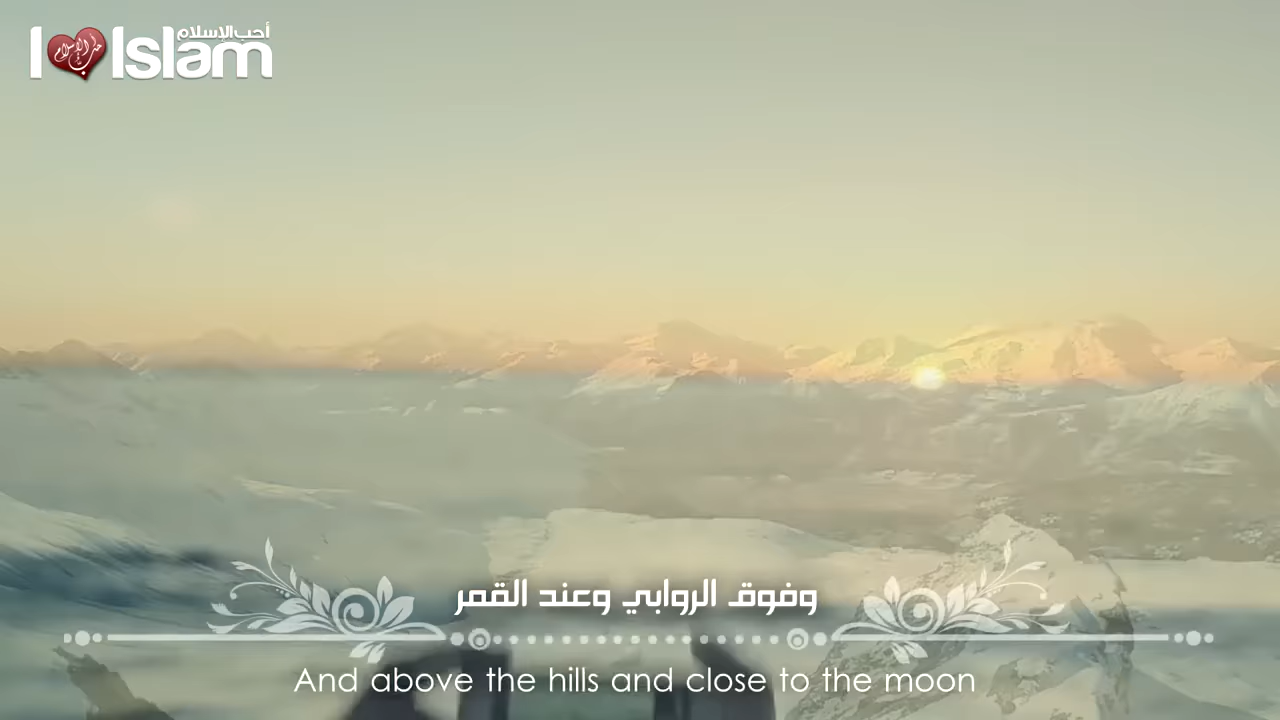 أحب الإسلام
I Islam
وفوق الروابي وعند القمر
And above the hills and close to the moon